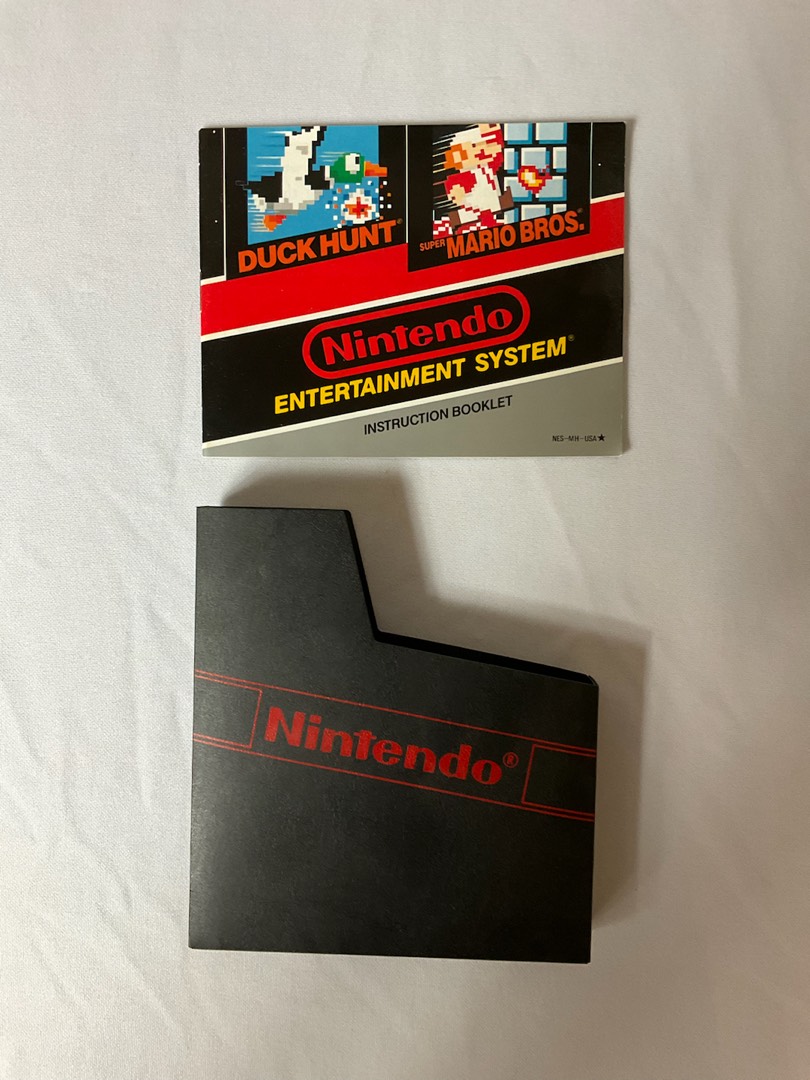 DUCK HUNT®
SUPER MARIO BROS.®
Nintendo
ENTERTAINMENT SYSTEM®
INSTRUCTION BOOKLET
NES-MH-USA★
Nintendo®